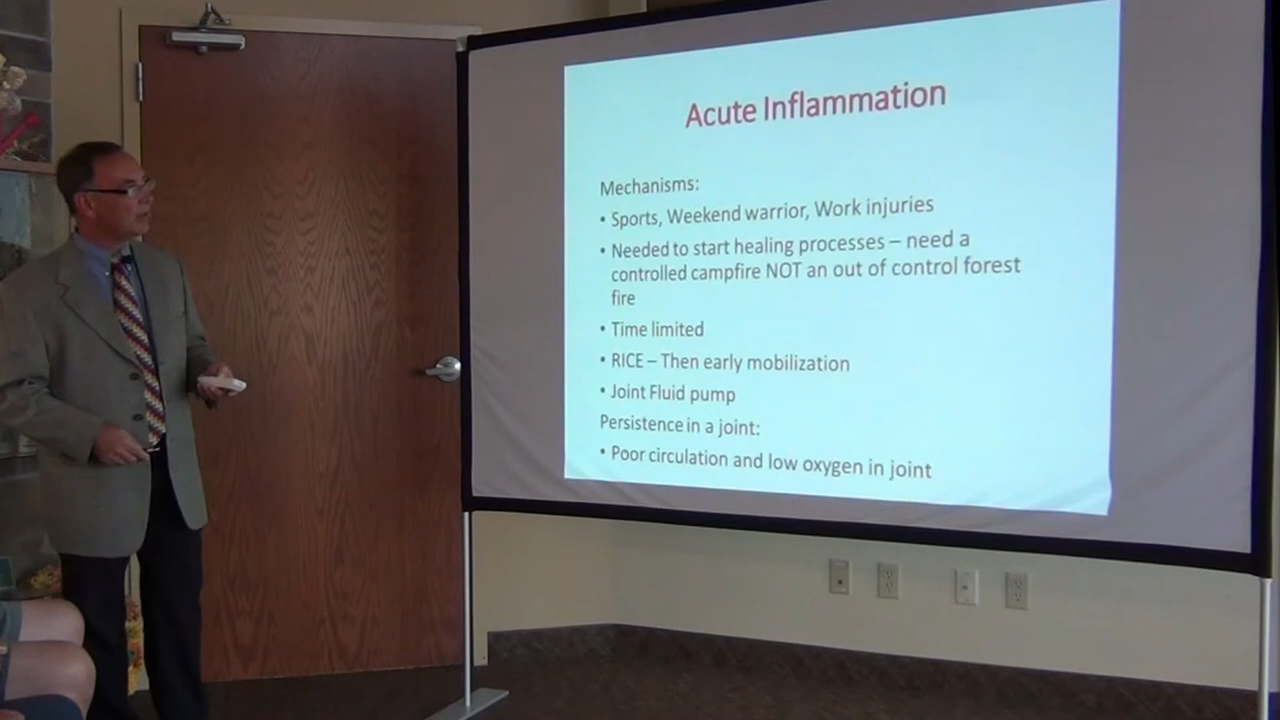 Acute Inflammation
Mechanisms:
• Sports, Weekend warrior, Work injuries
• Needed to start healing processes – need a
controlled campfire NOT an out of control forest
fire
• Time limited
• RICE – Then early mobilization
• Joint Fluid pump
Persistence in a joint:
• Poor circulation and low oxygen in joint